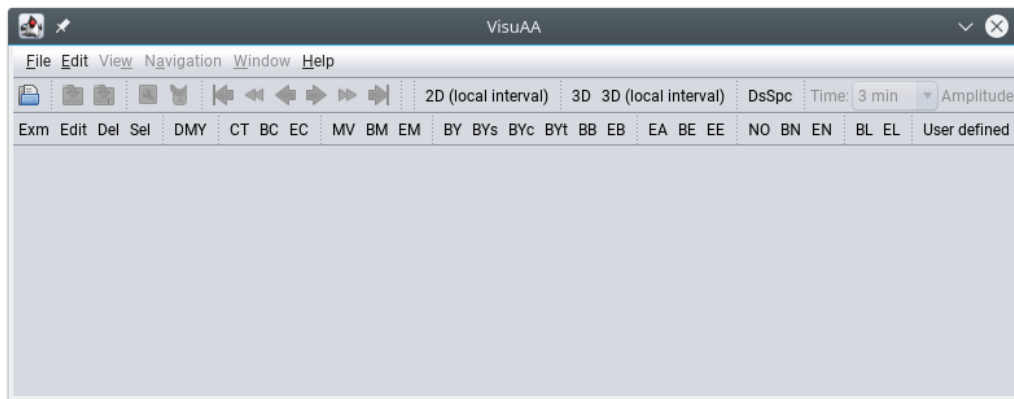 VisuAA
File Edit View Navigation Window Help
2D (local interval) 3D 3D (local interval) DsSpc Time: 3 min Amplitude
Exm Edit Del Sel DMY CT BC EC MV BM EM BY BYs BYc BYt BB EB EA BE EE NO BN EN BL EL User defined